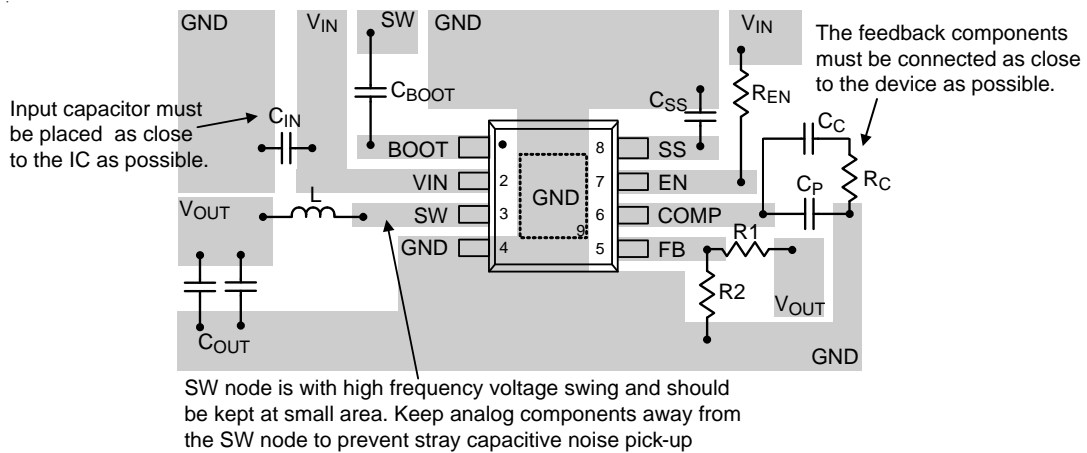 GND
VIN
SW
GND
VIN
The feedback components
must be connected as close
to the device as possible.
Input capacitor must
be placed as close
to the IC as possible.
CIN
CBOOT
CSS
REN
CC
RC
CP
BOOT
VIN
SW
GND
2
3
4
GND
9
8
7
6
5
SS
EN
COMP
FB
L
VOUT
COUT
R1
R2
VOUT
GND
SW node is with high frequency voltage swing and should
be kept at small area. Keep analog components away from
the SW node to prevent stray capacitive noise pick-up